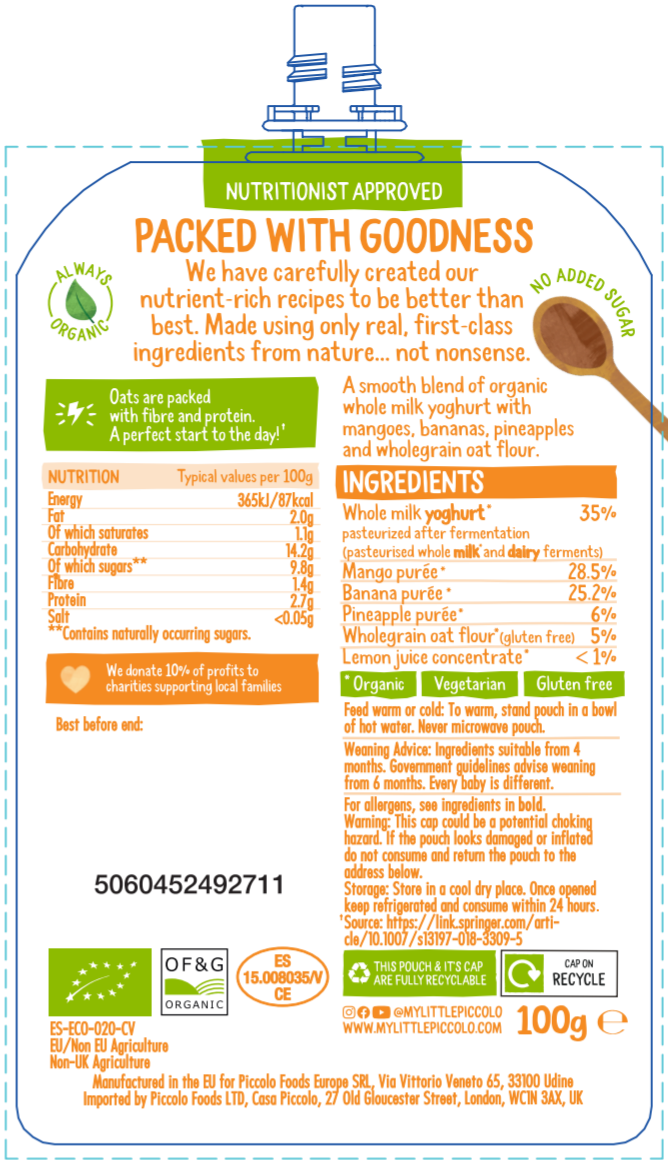 NUTRITIONIST APPROVED
PACKED WITH GOODNESS
ALWAYS
ORGANIC
We have carefully created our
nutrient-rich recipes to be better than
best. Made using only real, first-class
ingredients from nature... not nonsense.
NO ADDED SUGAR
Oats are packed
with fibre and protein.
A perfect start to the day!†
NUTRITION Typical values per 100g
Energy 365kJ/87kcal
Fat 2.0g
Of which saturates 1.1g
Carbohydrate 14.2g
Of which sugars** 9.8g
Fibre 1.4g
Protein 2.7g
Salt <0.05g
**Contains naturally occurring sugars.
We donate 10% of profits to
charities supporting local families
Best before end:
5060452492711
A smooth blend of organic
whole milk yoghurt with
mangoes, bananas, pineapples
and wholegrain oat flour.
INGREDIENTS
Whole milk yoghurt* 35%
pasteurized after fermentation
(pasteurised whole milk* and dairy ferments)
Mango purée* 28.5%
Banana purée* 25.2%
Pineapple purée* 6%
Wholegrain oat flour* (gluten free) 5%
Lemon juice concentrate* < 1%
* Organic
Vegetarian
Gluten free
Feed warm or cold: To warm, stand pouch in a bowl
of hot water. Never microwave pouch.
Weaning Advice: Ingredients suitable from 4
months. Government guidelines advise weaning
from 6 months. Every baby is different.
For allergens, see ingredients in bold.
Warning: This cap could be a potential choking
hazard. If the pouch looks damaged or inflated
do not consume and return the pouch to the
address below.
Storage: Store in a cool dry place. Once opened
keep refrigerated and consume within 24 hours.
†Source: https://link.springer.com/arti-
cle/10.1007/s13197-018-3309-5
OF&G
ORGANIC
ES
15.008035/V
CE
THIS POUCH & IT'S CAP
ARE FULLY RECYCLABLE
CAP ON
RECYCLE
@MYLITTLEPICCOLO
WWW.MYLITTLEPICCOLO.COM
100g ℮
ES-ECO-020-CV
EU/Non EU Agriculture
Non-UK Agriculture
Manufactured in the EU for Piccolo Foods Europe SRL, Via Vittorio Veneto 65, 33100 Udine
Imported by Piccolo Foods LTD, Casa Piccolo, 27 Old Gloucester Street, London, WC1N 3AX, UK